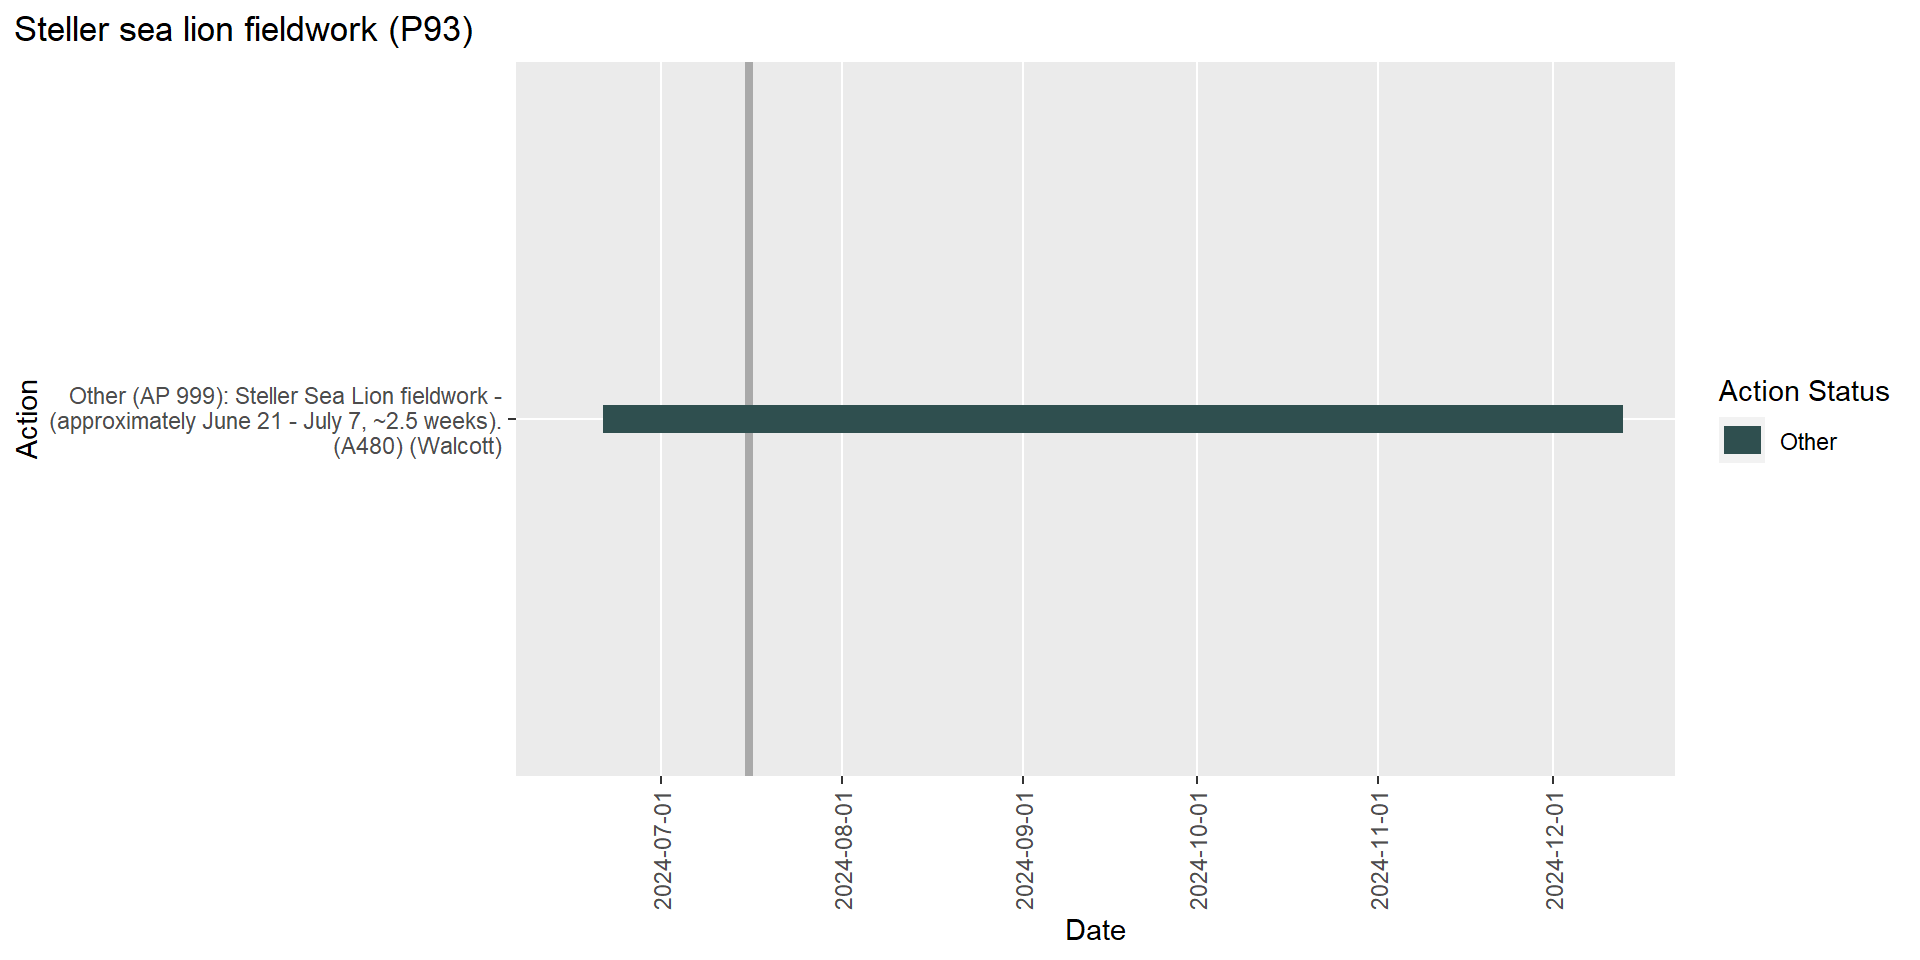 Steller sea lion fieldwork (P93)
Action
Other (AP 999): Steller Sea Lion fieldwork -
(approximately June 21 - July 7, ~2.5 weeks).
(A480) (Walcott)
2024-07-01
2024-08-01
2024-09-01
2024-10-01
2024-11-01
2024-12-01
Date
Action Status
Other